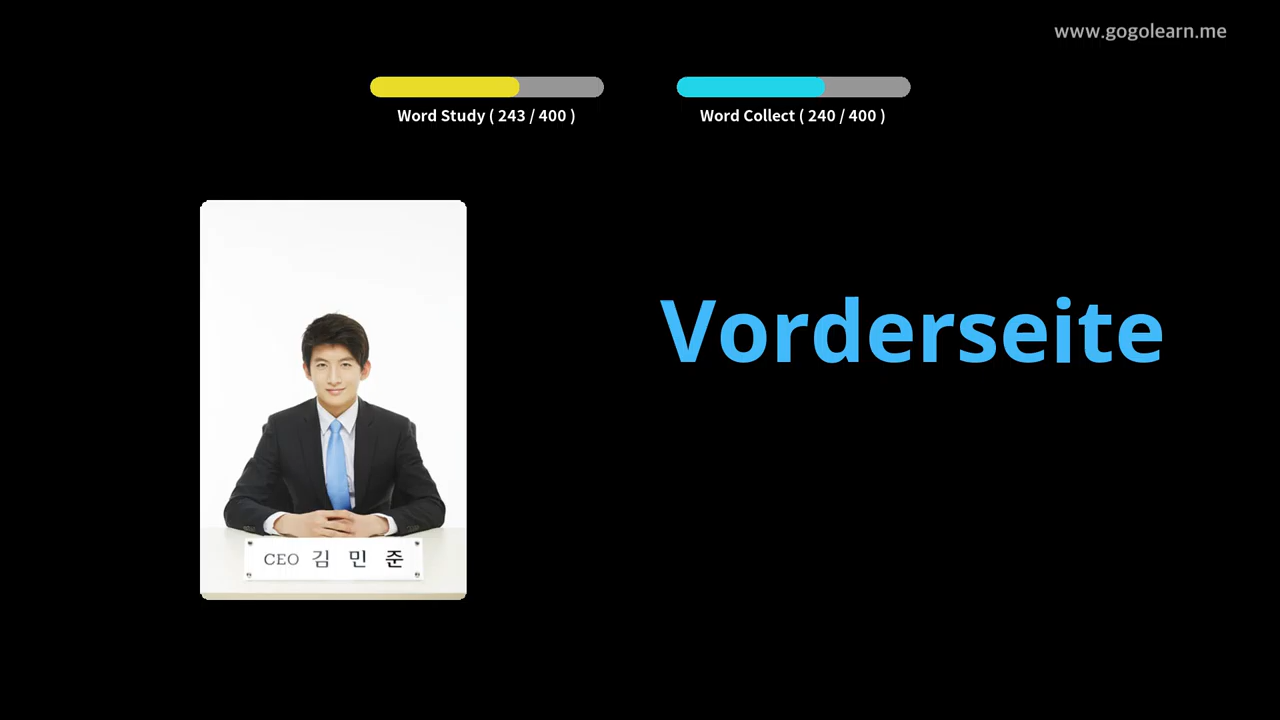 www.gogolearn.me
Word Study ( 243 / 400 )
Word Collect ( 240 / 400 )
Vorderseite
CEO 김 민 준